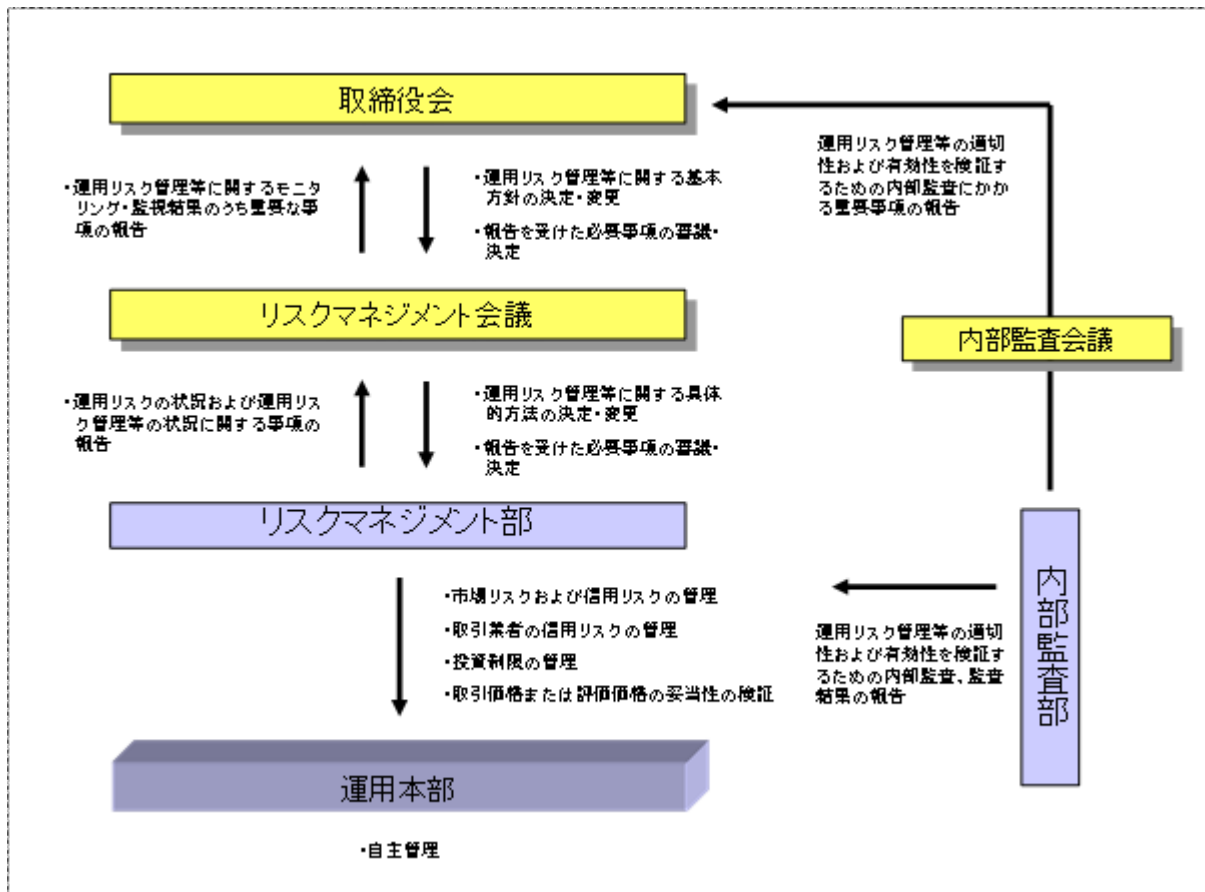 取締役会
・運用リスク管理等に関するモニ
タリング・監視結果のうち重要な事
項の報告
・運用リスク管理等に関する基本
方針の決定・変更
・報告を受けた必要事項の審議・
決定
運用リスク管理等の適切
性および有効性を検証す
るための内部監査にかか
る重要事項の報告
リスクマネジメント会議
内部監査会議
・運用リスクの状況および運用リス
ク管理等の状況に関する事項の
報告
・運用リスク管理等に関する具体
的方法の決定・変更
・報告を受けた必要事項の審議・
決定
リスクマネジメント部
内部監査部
・市場リスクおよび信用リスクの管理
・取引業者の信用リスクの管理
・投資制限の管理
・取引価格または評価価格の妥当性の検証
運用リスク管理等の適切
性および有効性を検証す
るための内部監査、監査
結果の報告
運用本部
・自主管理